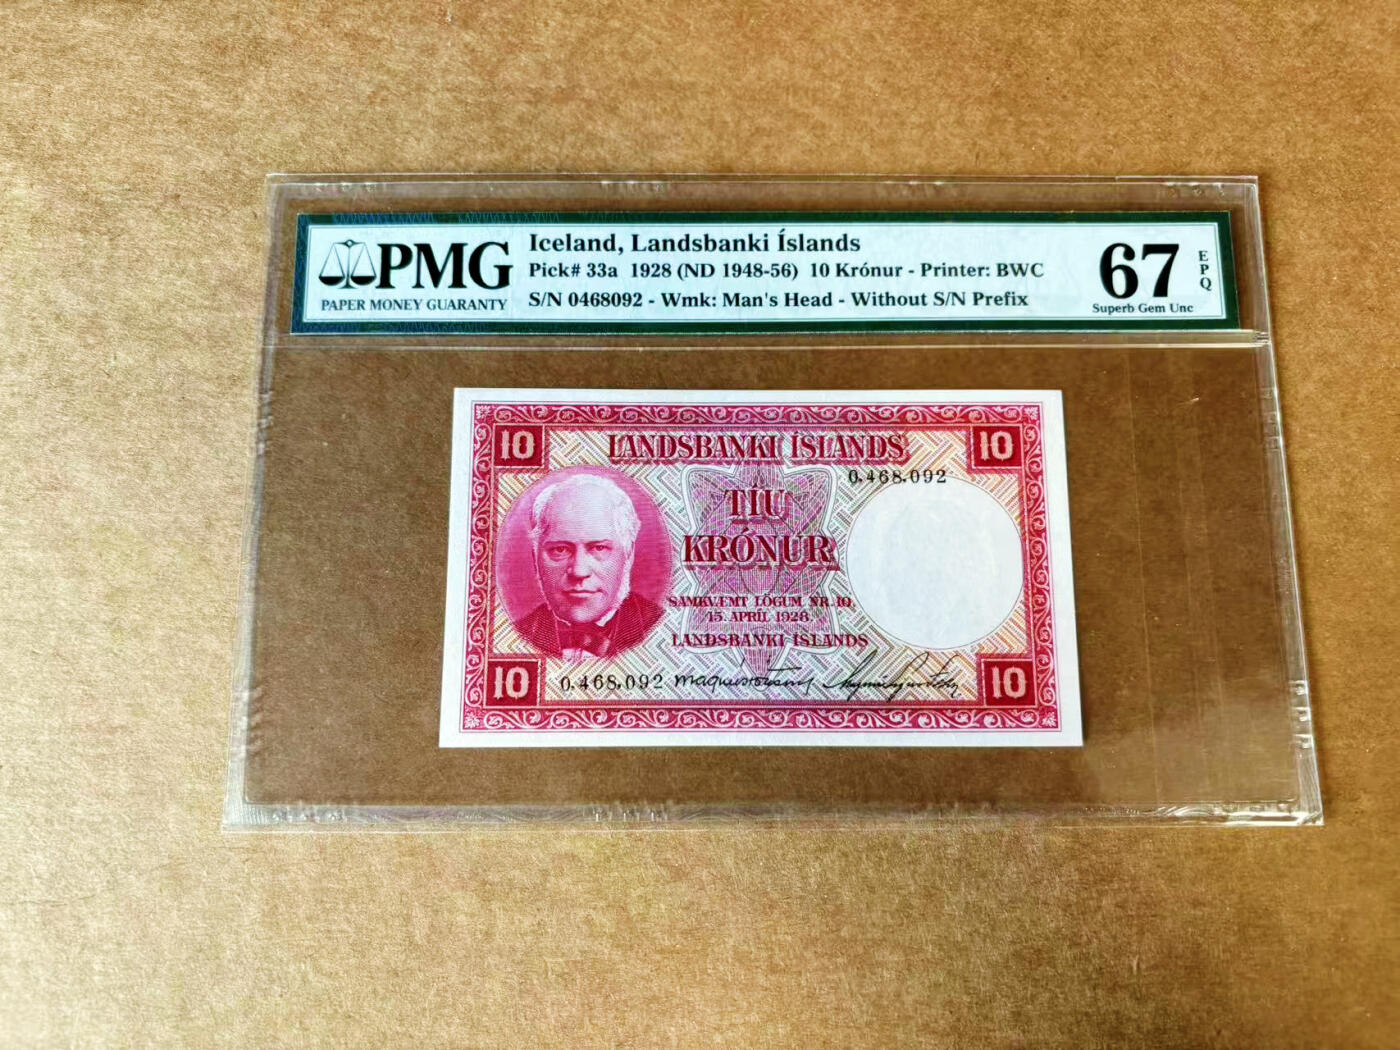 PMG
PAPER MONEY GUARANTY
Iceland, Landsbanki Íslands
Pick# 33a 1928 (ND 1948-56) 10 Krónur - Printer: BWC
S/N 0468092 - Wmk: Man's Head - Without S/N Prefix
67
EPQ
Superb Gem Unc
10
LANDSBANKI ÍSLANDS
10
0,468,092
TÍU
KRÓNUR
SAMKVÆMT LÖGUM NR. 10,
15. APRÍL 1928.
LANDSBANKI ÍSLANDS
10
0,468,092
10